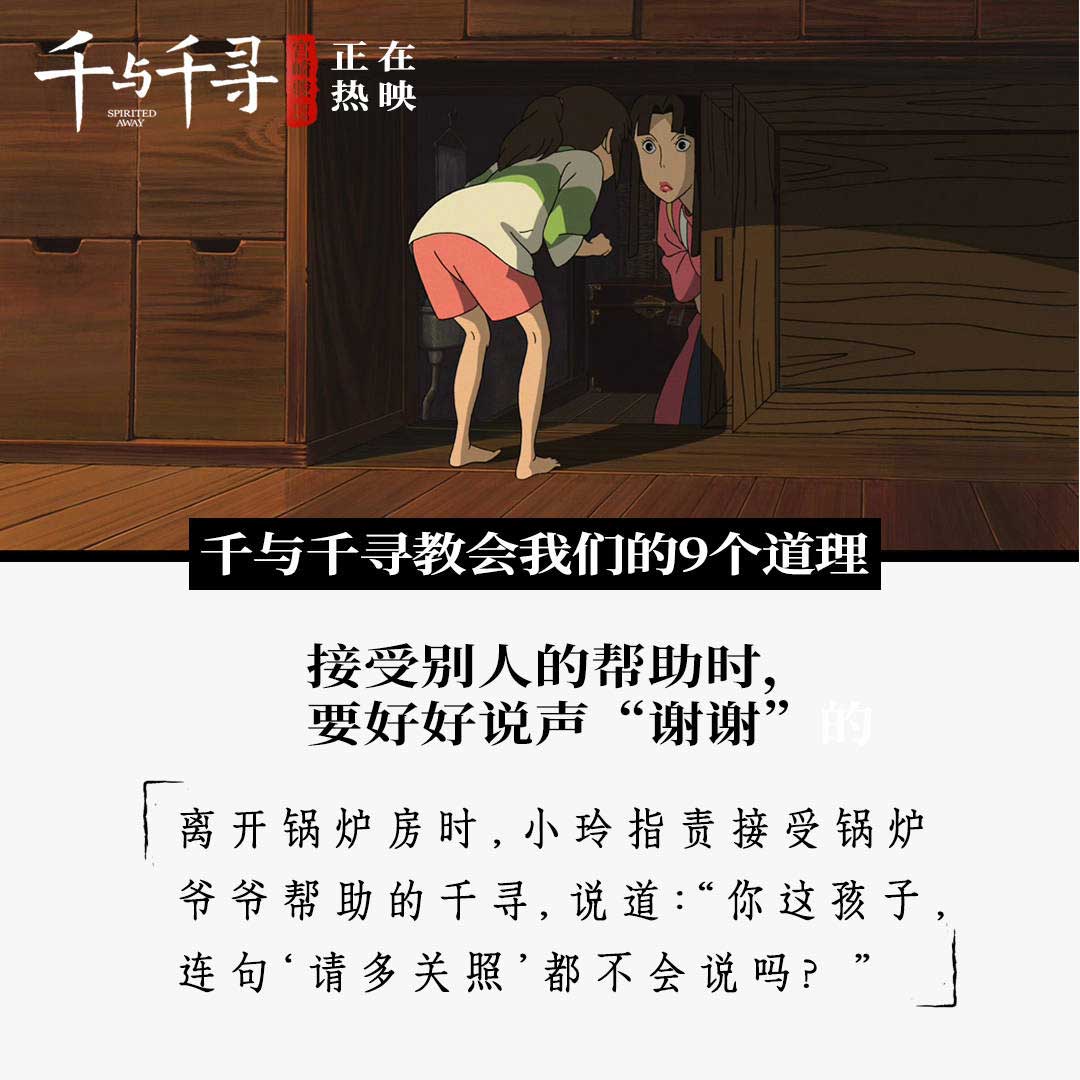 千与千寻
SPIRITED
AWAY
宫崎骏
正在
热映
千与千寻教会我们的9个道理
接受别人的帮助时,
要好好说声“谢谢” 的
离开锅炉房时,小玲指责接受锅炉
爷爷帮助的千寻,说道:“你这孩子,
连句‘请多关照’都不会说吗? ”